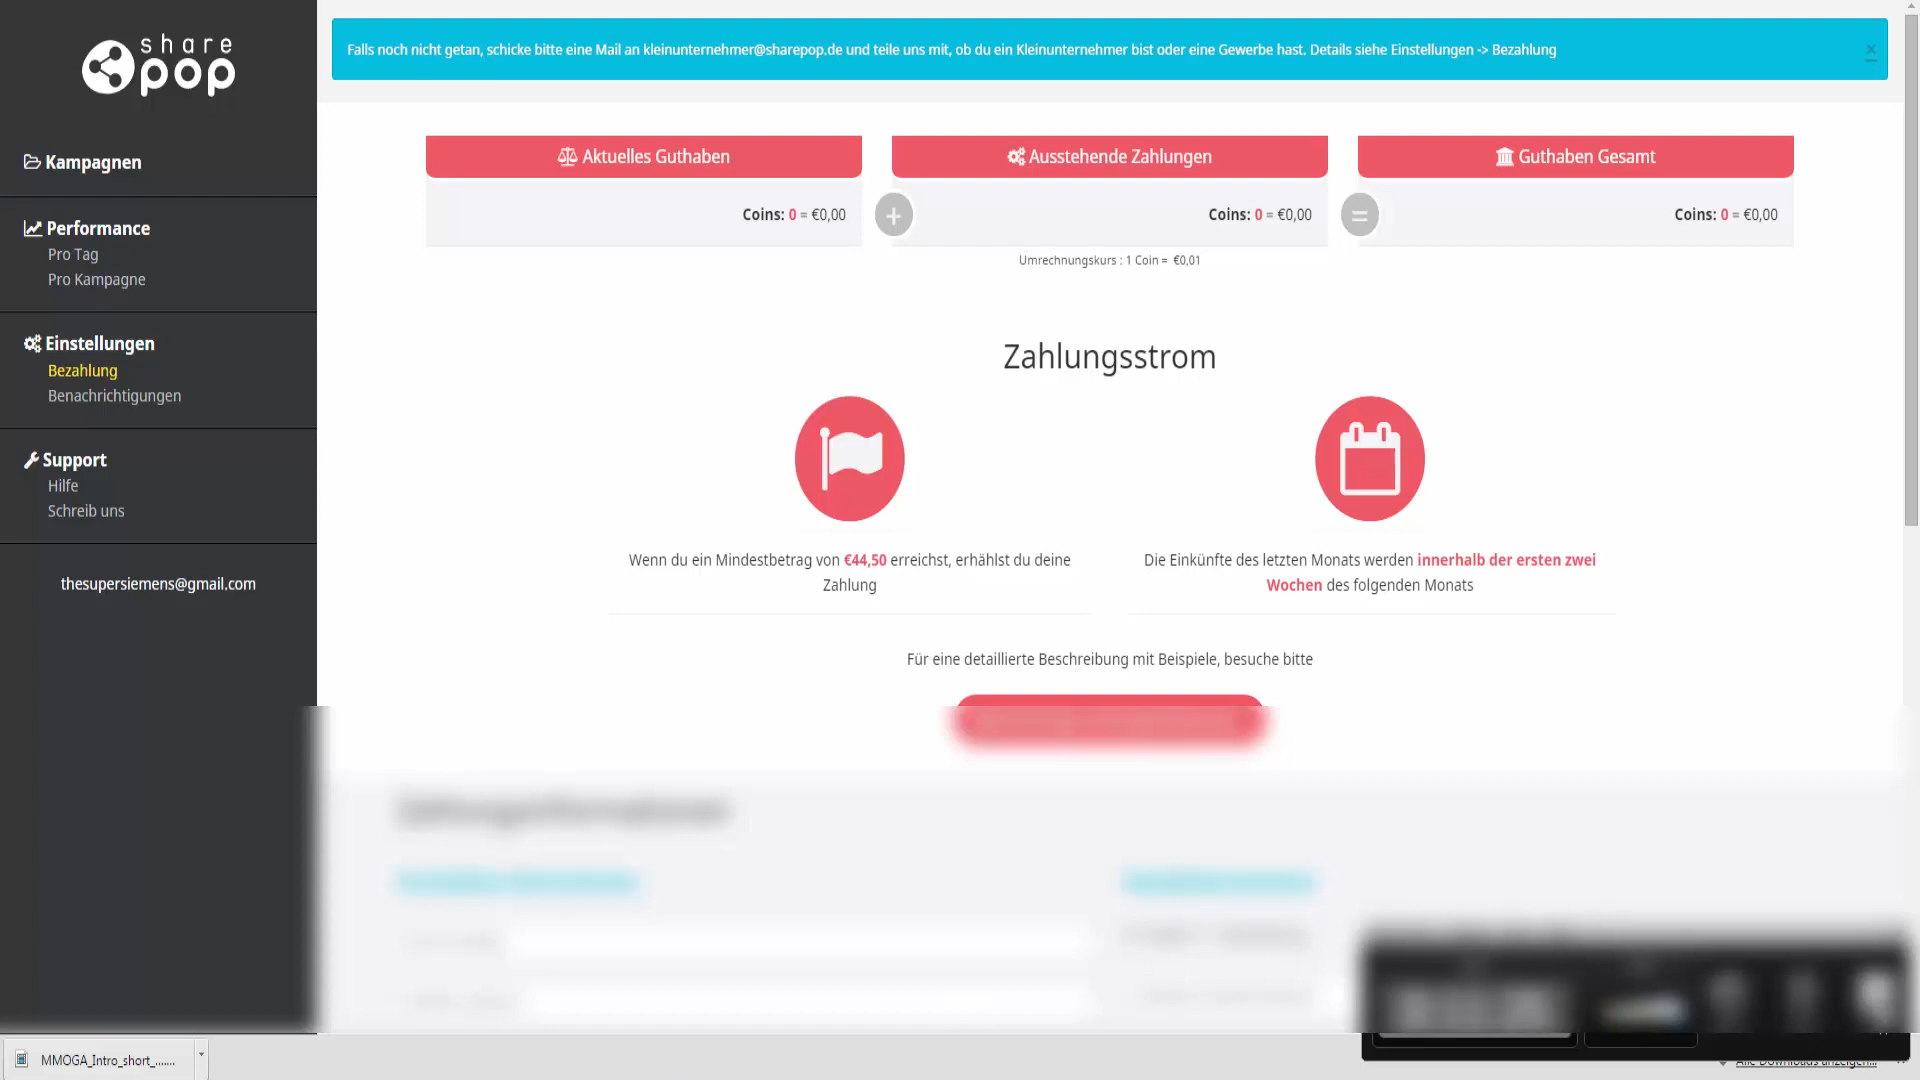 share
pop
Kampagnen
Performance
Pro Tag
Pro Kampagne
Einstellungen
Bezahlung
Benachrichtigungen
Support
Hilfe
Schreib uns
thesupersiemens@gmail.com
Falls noch nicht getan, schicke bitte eine Mail an kleinunternehmer@sharepop.de und teile uns mit, ob du ein Kleinunternehmer bist oder eine Gewerbe hast. Details siehe Einstellungen -> Bezahlung
×
Aktuelles Guthaben
Coins: 0 = €0,00
+
Ausstehende Zahlungen
Coins: 0 = €0,00
=
Guthaben Gesamt
Coins: 0 = €0,00
Umrechnungskurs : 1 Coin = €0,01
Zahlungsstrom
Wenn du ein Mindestbetrag von €44,50 erreichst, erhählst du deine
Zahlung
Die Einkünfte des letzten Monats werden innerhalb der ersten zwei
Wochen des folgenden Monats
Für eine detaillierte Beschreibung mit Beispiele, besuche bitte
MMOGA_Intro_short_......
Alle Downloads anzeigen...